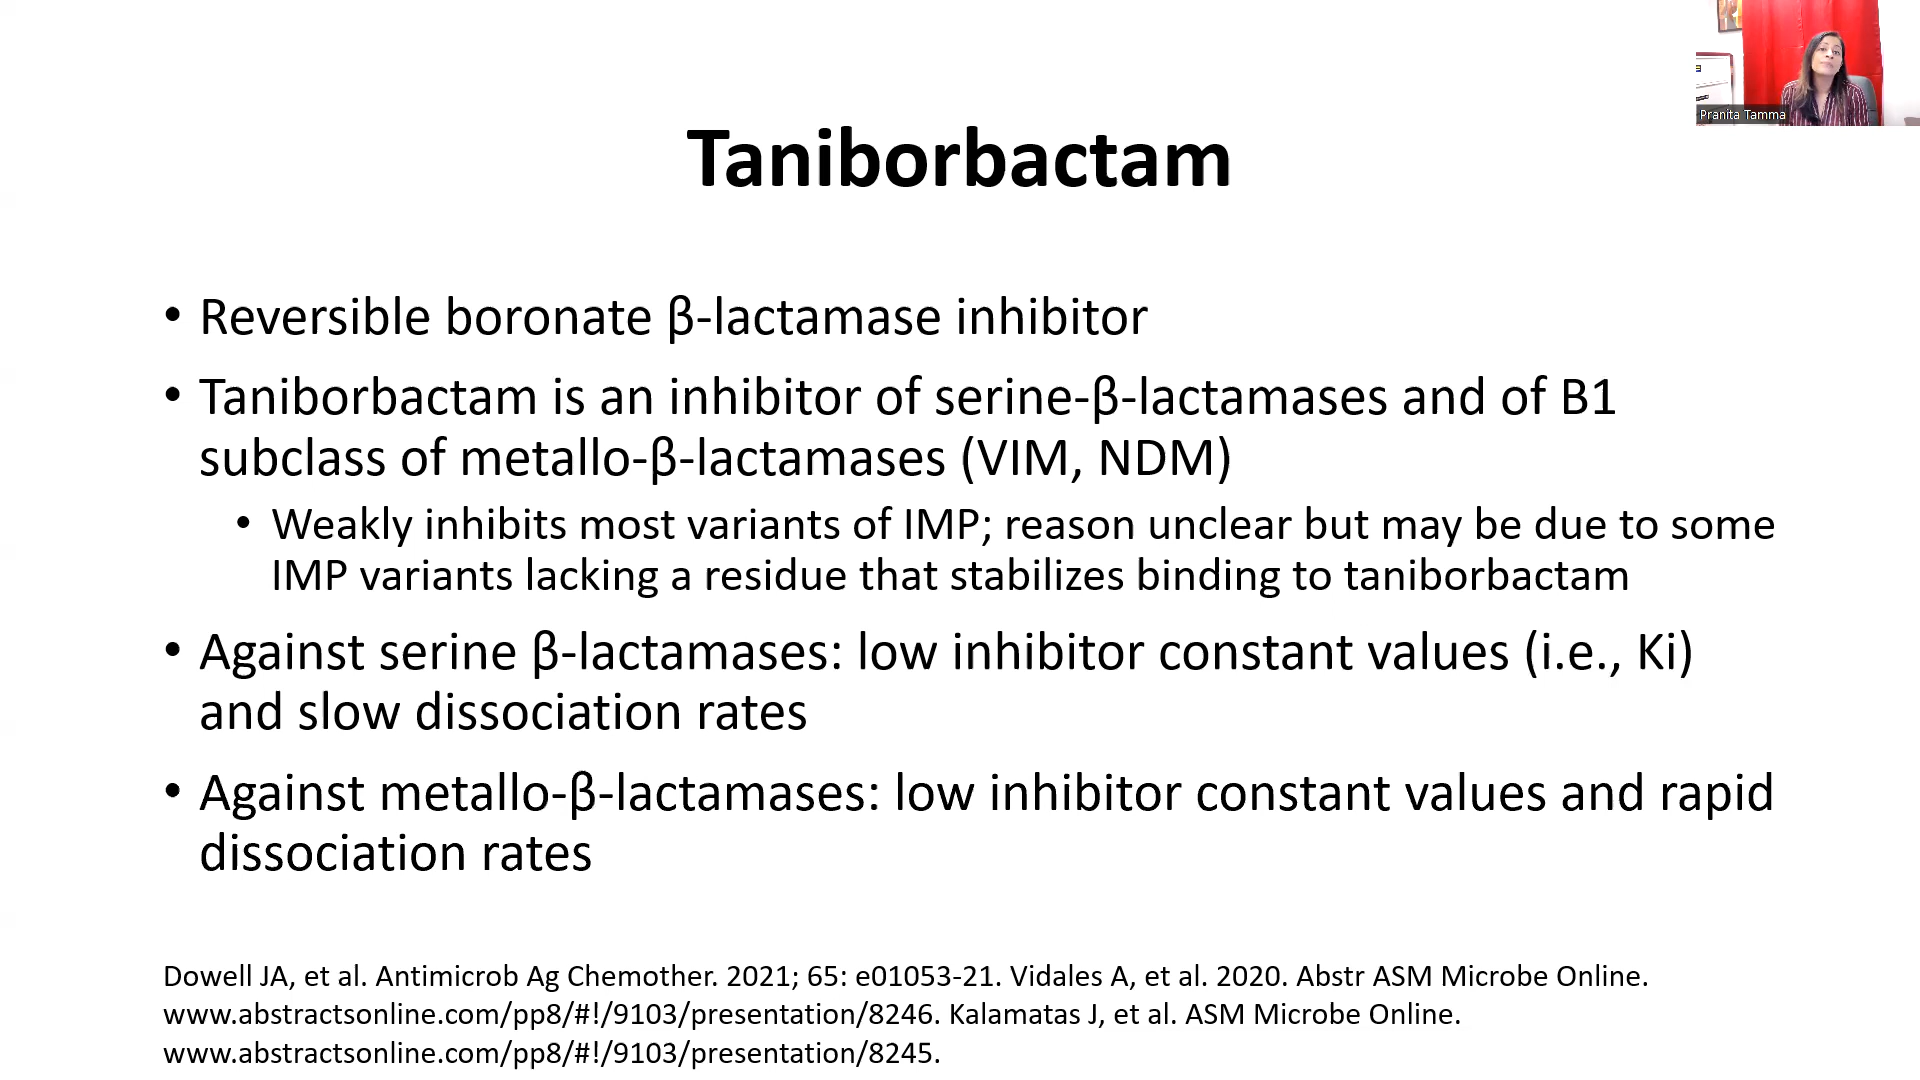 Pranita Tamma
Taniborbactam
• Reversible boronate β-lactamase inhibitor
• Taniborbactam is an inhibitor of serine-β-lactamases and of B1
subclass of metallo-β-lactamases (VIM, NDM)
• Weakly inhibits most variants of IMP; reason unclear but may be due to some
IMP variants lacking a residue that stabilizes binding to taniborbactam
• Against serine β-lactamases: low inhibitor constant values (i.e., Ki)
and slow dissociation rates
• Against metallo-β-lactamases: low inhibitor constant values and rapid
dissociation rates
Dowell JA, et al. Antimicrob Ag Chemother. 2021; 65: e01053-21. Vidales A, et al. 2020. Abstr ASM Microbe Online.
www.abstractsonline.com/pp8/#!/9103/presentation/8246. Kalamatas J, et al. ASM Microbe Online.
www.abstractsonline.com/pp8/#!/9103/presentation/8245.